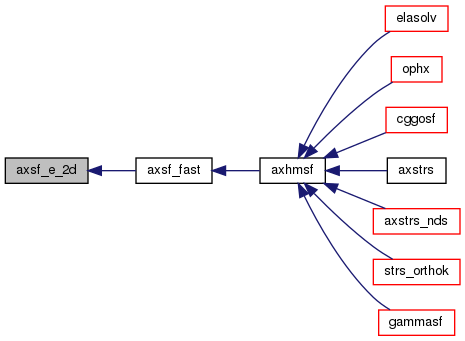 elasolv
ophx
cggosf
axsf_e_2d
axsf_fast
axhmsf
axstrs
axstrs_nds
strs_orthok
gammasf